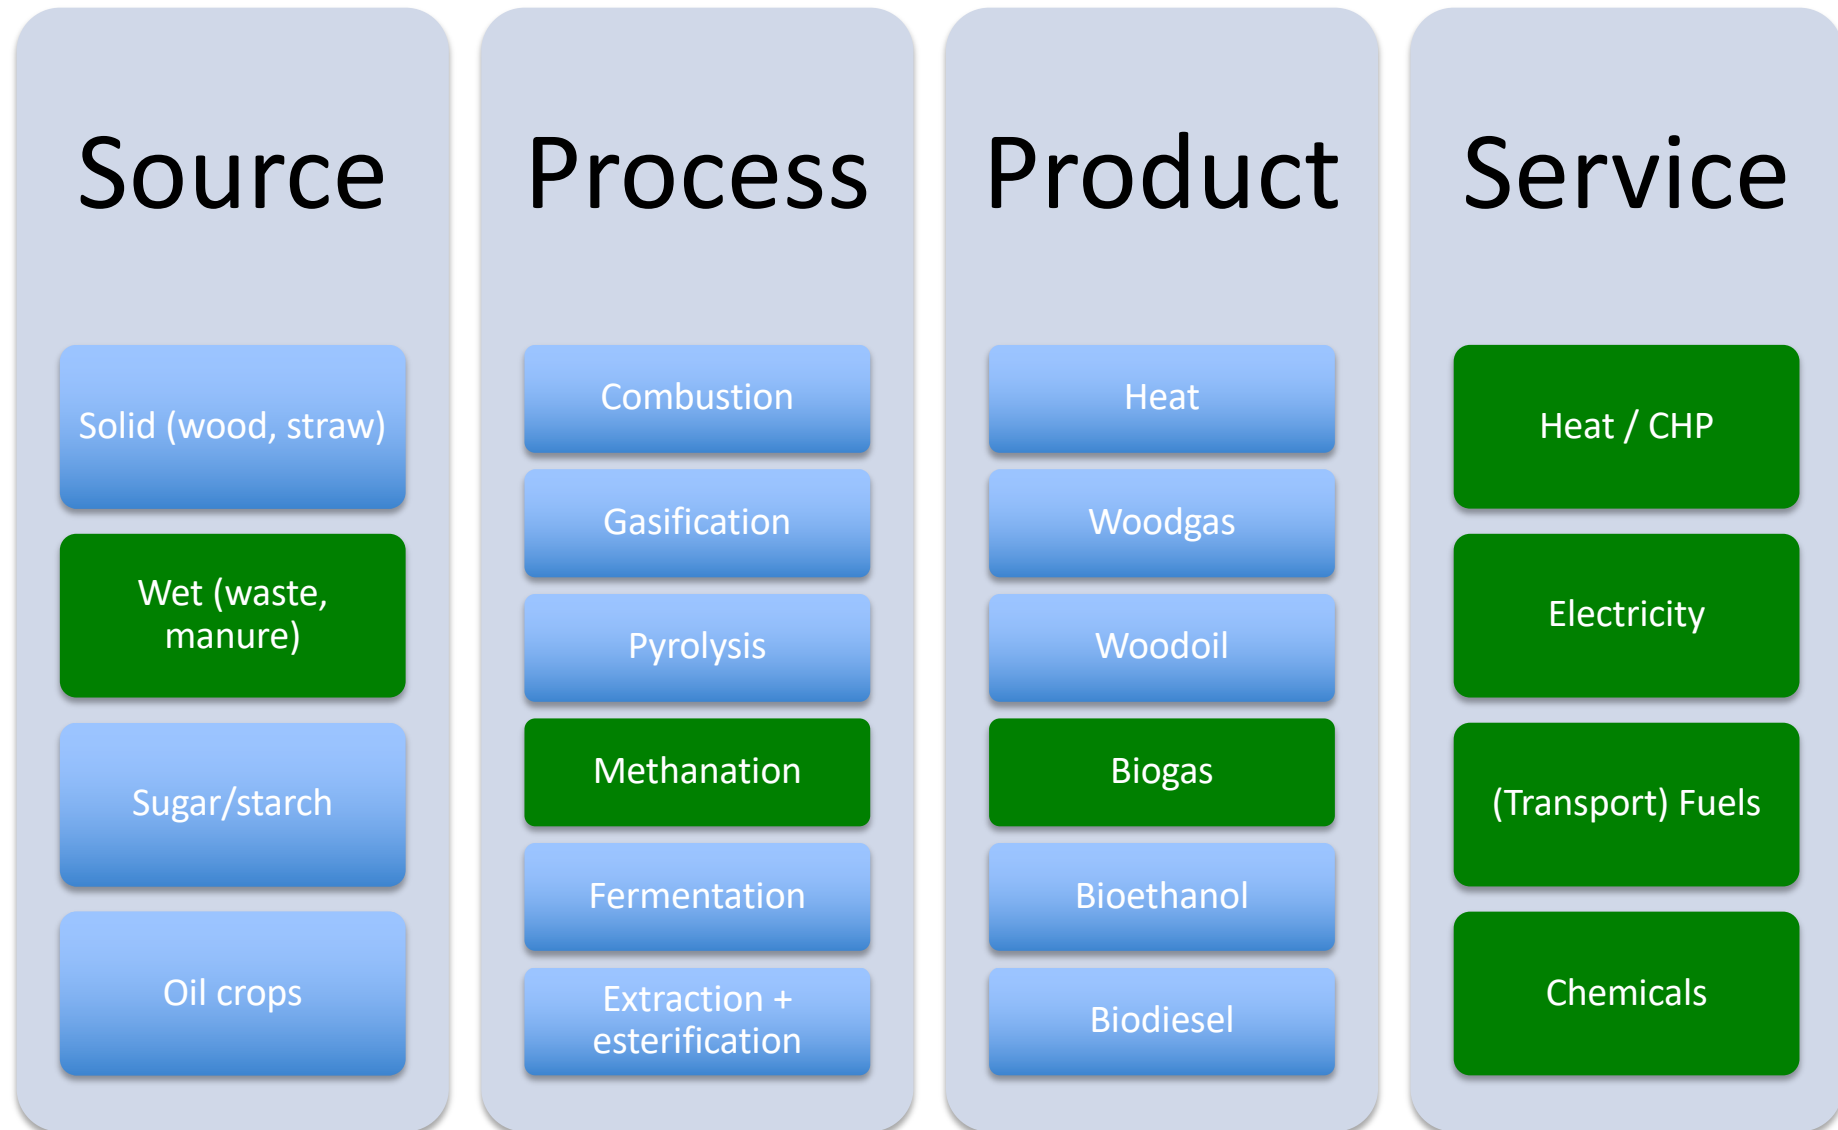 Source
Solid (wood, straw)
Wet (waste,
manure)
Sugar/starch
Oil crops
Process
Combustion
Gasification
Pyrolysis
Methanation
Fermentation
Extraction +
esterification
Product
Heat
Woodgas
Woodoil
Biogas
Bioethanol
Biodiesel
Service
Heat / CHP
Electricity
(Transport) Fuels
Chemicals